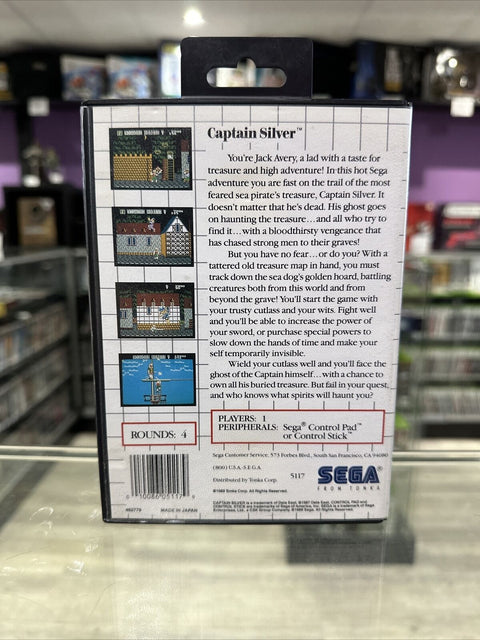 Captain Silver™
You're Jack Avery, a lad with a taste for
treasure and high adventure! In this hot Sega
adventure you are fast on the trail of the most
feared sea pirate's treasure, Captain Silver. It
doesn't matter that he's dead. His ghost goes
on haunting the treasure...and all who try to
find it...with a bloodthirsty vengeance that
has chased strong men to their graves!
But you have no fear...or do you? With a
tattered old treasure map in hand, you must
track down the sea dog's golden hoard, battling
creatures both from this world and from
beyond the grave! You'll start the game with
your trusty cutlass and your wits. Fight well
and you'll be able to increase the power of
your sword, or purchase special powers to
slow down the hands of time and make your
self temporarily invisible.
Wield your cutlass well and you'll face the
ghost of the Captain himself...with a chance to
own all his buried treasure. But fail in your quest,
and who knows what spirits will haunt you?
ROUNDS: 4
PLAYERS: 1
PERIPHERALS: Sega® Control Pad™
or Control Stick™
Sega Customer Service, 573 Forbes Blvd., South San Francisco, CA 94080
(800) USA-SEGA
Distributed by Tonka Corp.
5117
SEGA®
FROM TONKA
©1989 Tonka Corp. All Rights Reserved.
MADE IN JAPAN